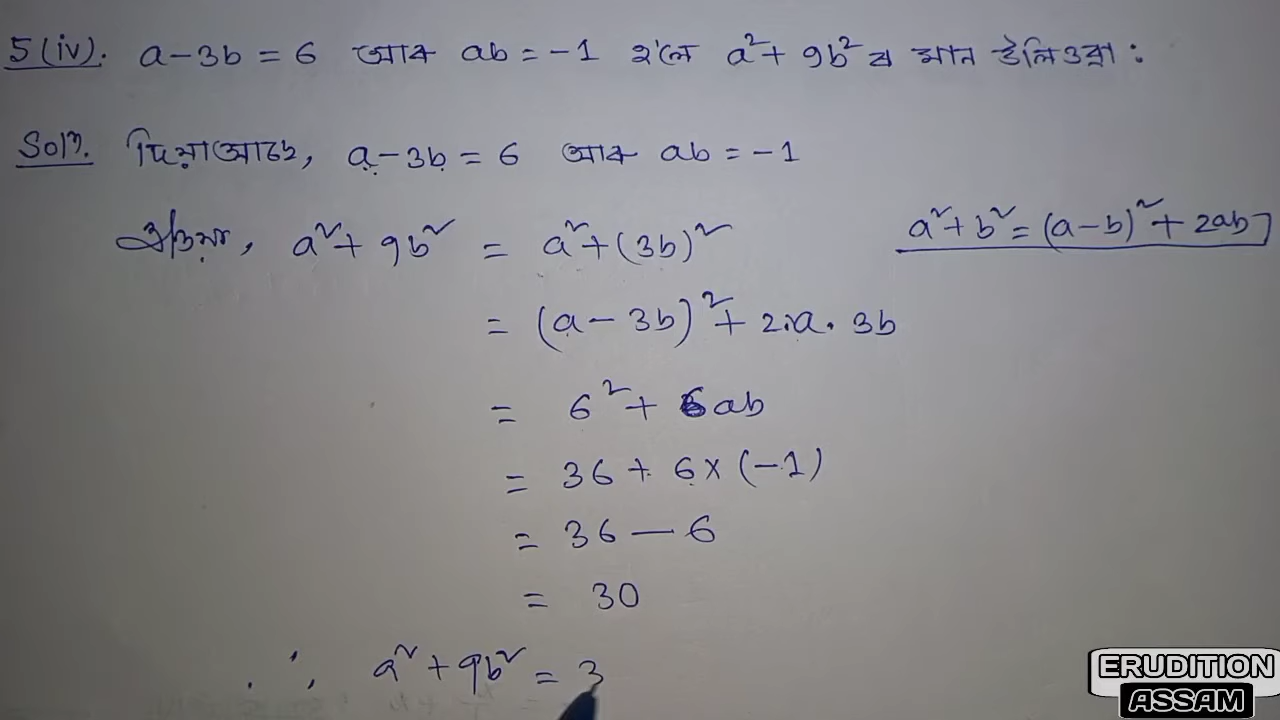 5(iv). a-3b = 6 আৰু ab = -1 হ'লে a² + 9b² ৰ মান উলিওৱা :
Solⁿ. দিয়া আছে, a-3b = 6 আৰু ab = -1
এতিয়া, a² + 9b² = a² + (3b)²
a² + b² = (a-b)² + 2ab
= (a - 3b)² + 2.a. 3b
= 6² + 6ab
= 36 + 6 × (-1)
= 36 - 6
= 30
∴ a² + 9b² = 3
ERUDITION
ASSAM